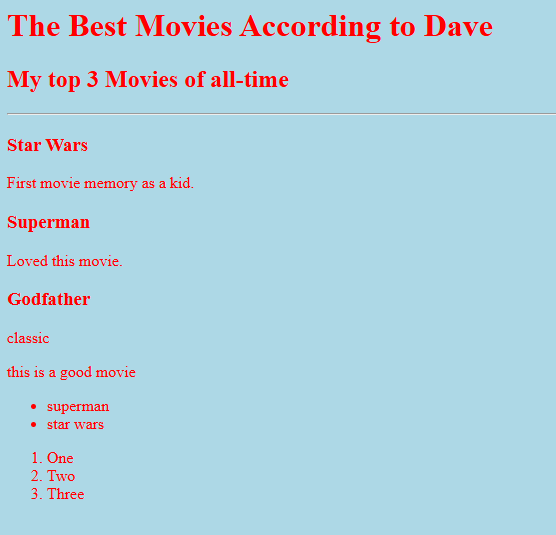 The Best Movies According to Dave
My top 3 Movies of all-time
Star Wars
First movie memory as a kid.
Superman
Loved this movie.
Godfather
classic
this is a good movie
• superman
• star wars
1. One
2. Two
3. Three